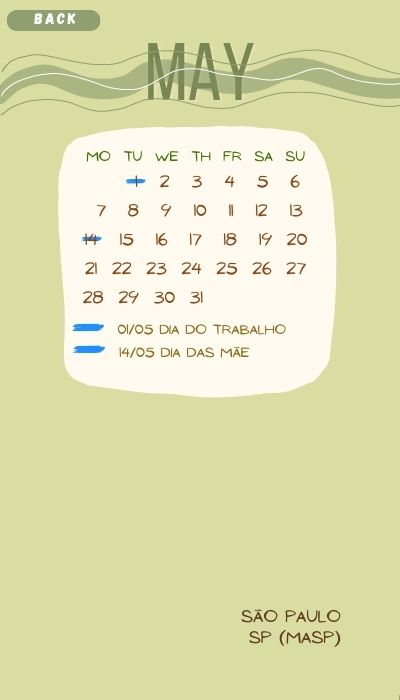 BACK
MAY
MO TU WE TH FR SA SU
1 2 3 4 5 6
7 8 9 10 11 12 13
14 15 16 17 18 19 20
21 22 23 24 25 26 27
28 29 30 31
01/05 DIA DO TRABALHO
14/05 DIA DAS MÃE
SÃO PAULO
SP (MASP)